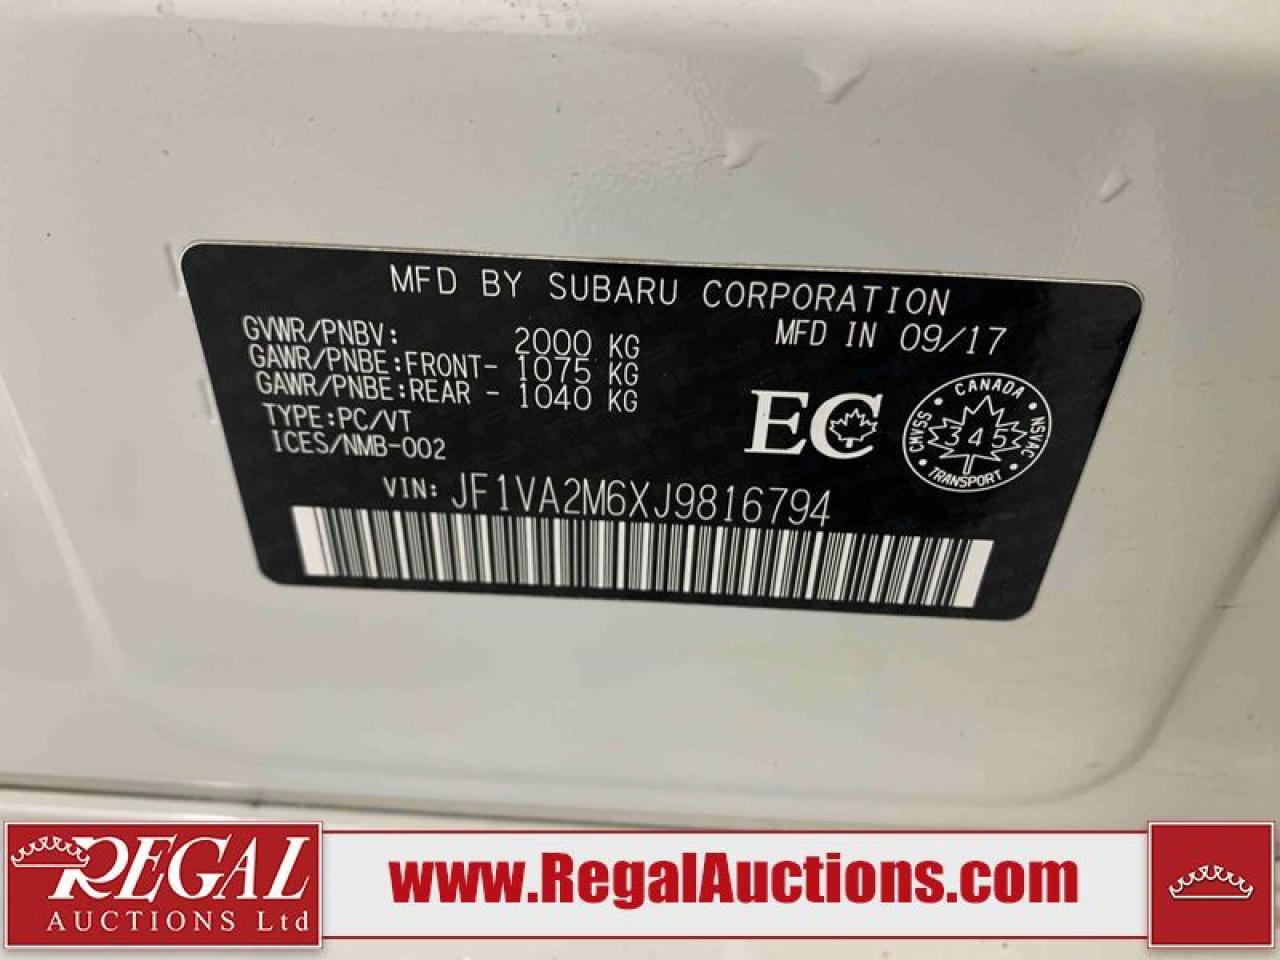 MFD BY SUBARU CORPORATION
GVWR/PNBV: 2000 KG MFD IN 09/17
GAWR/PNBE:FRONT- 1075 KG
GAWR/PNBE:REAR - 1040 KG
TYPE:PC/VT
ICES/NMB-002
EC
CANADA
CMVSS
345
NSVAC
TRANSPORT
VIN: JF1VA2M6XJ9816794
REGAL
AUCTIONS Ltd
www.RegalAuctions.com